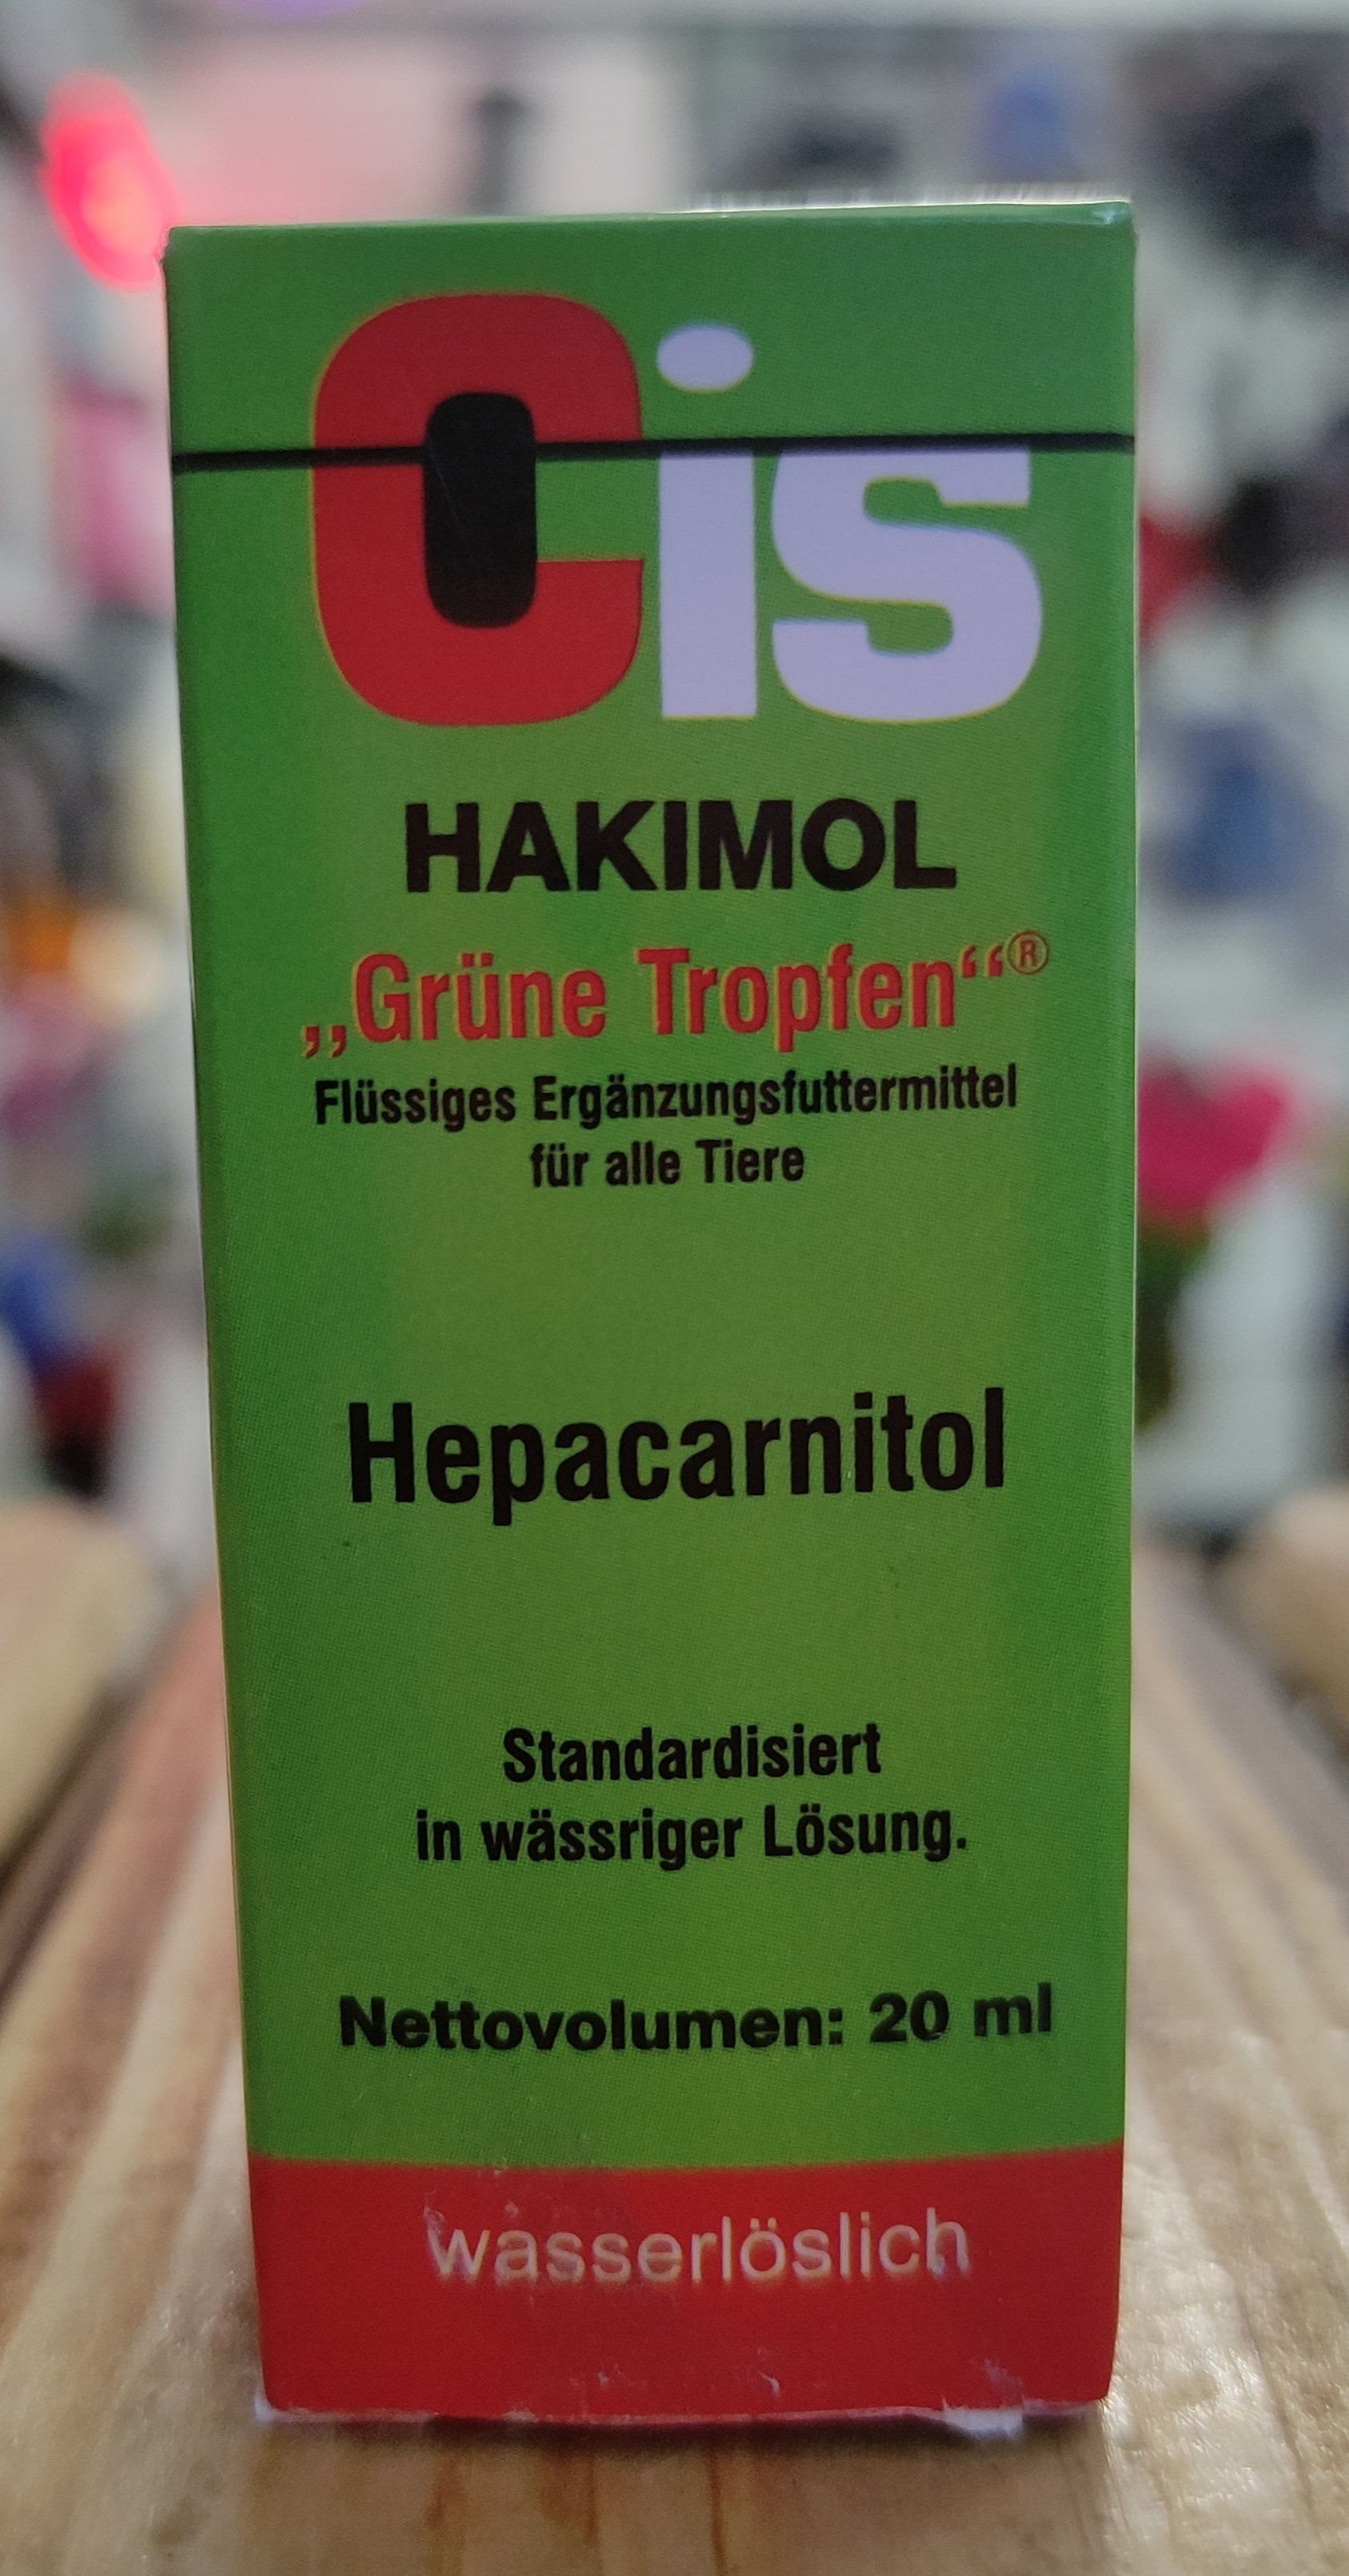 Cis
HAKIMOL
„Grüne Tropfen“®
Flüssiges Ergänzungsfuttermittel
für alle Tiere
Hepacarnitol
Standardisiert
in wässriger Lösung.
Nettovolumen: 20 ml
wasserlöslich